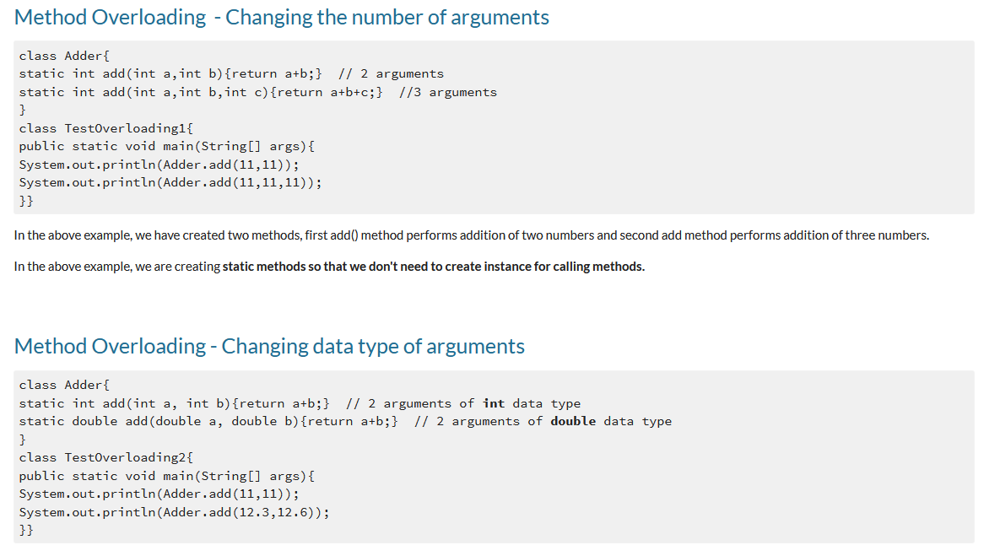 Method Overloading  - Changing the number of arguments
class Adder{
static int add(int a,int b){return a+b;}  // 2 arguments
static int add(int a,int b,int c){return a+b+c;}  //3 arguments
}
class TestOverloading1{
public static void main(String[] args){
System.out.println(Adder.add(11,11));
System.out.println(Adder.add(11,11,11));
}}
In the above example, we have created two methods, first add() method performs addition of two numbers and second add method performs addition of three numbers.
In the above example, we are creating static methods so that we don't need to create instance for calling methods.
Method Overloading - Changing data type of arguments
class Adder{
static int add(int a, int b){return a+b;}  // 2 arguments of int data type
static double add(double a, double b){return a+b;}  // 2 arguments of double data type
}
class TestOverloading2{
public static void main(String[] args){
System.out.println(Adder.add(11,11));
System.out.println(Adder.add(12.3,12.6));
}}